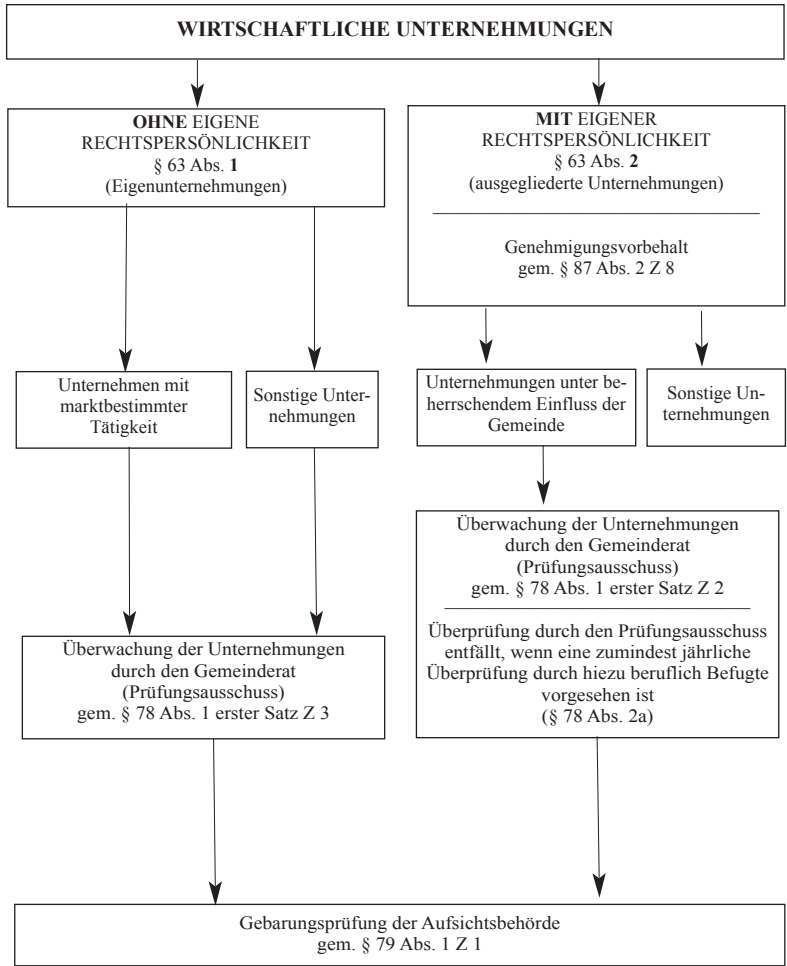 WIRTSCHAFTLICHE UNTERNEHMUNGEN
OHNE EIGENE
RECHTSPERSÖNLICHKEIT
§ 63 Abs. 1
(Eigenunternehmungen)
MIT EIGENER
RECHTSPERSÖNLICHKEIT
§ 63 Abs. 2
(ausgegliederte Unternehmungen)
Genehmigungsvorbehalt
gem. § 87 Abs. 2 Z 8
Unternehmen mit
marktbestimmter
Tätigkeit
Sonstige Unter-
nehmungen
Unternehmungen unter be-
herrschendem Einfluss der
Gemeinde
Sonstige Un-
ternehmungen
Überwachung der Unternehmungen
durch den Gemeinderat
(Prüfungsausschuss)
gem. § 78 Abs. 1 erster Satz Z 3
Überwachung der Unternehmungen
durch den Gemeinderat
(Prüfungsausschuss)
gem. § 78 Abs. 1 erster Satz Z 2
Überprüfung durch den Prüfungsausschuss
entfällt, wenn eine zumindest jährliche
Überprüfung durch hiezu beruflich Befugte
vorgesehen ist
(§ 78 Abs. 2a)
Gebarungsprüfung der Aufsichtsbehörde
gem. § 79 Abs. 1 Z 1